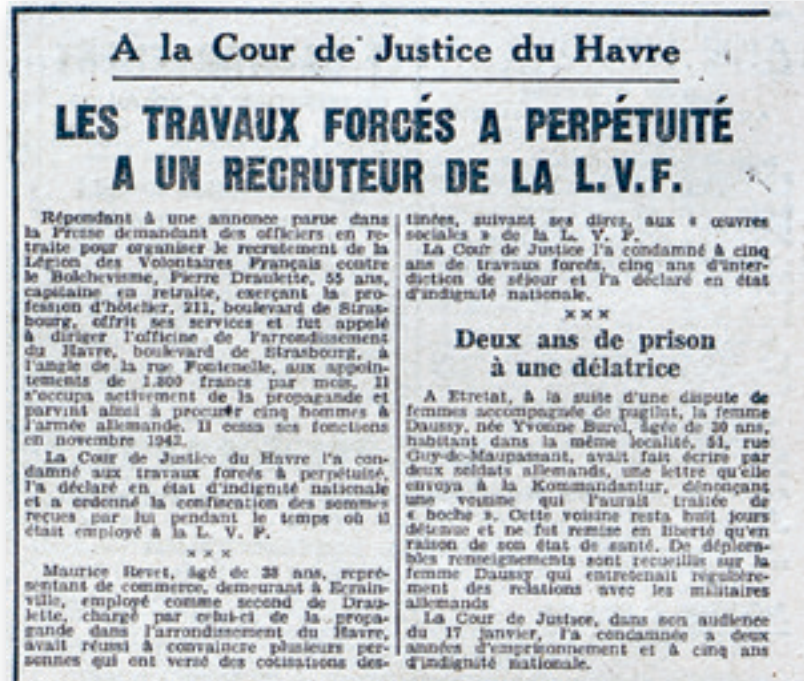 A la Cour de Justice du Havre
LES TRAVAUX FORCÉS A PERPÉTUITÉ
A UN RECRUTEUR DE LA L.V.F.
Répondant à une annonce parue dans
la Presse demandant des officiers en re-
traite pour organiser le recrutement de la
Légion des Volontaires Français contre
le Bolchevisme, Pierre Draulette, 55 ans,
capitaine en retraite, exerçant la pro-
fession d'hôtelier, 211, boulevard de Stras-
bourg, offrit ses services et fut appelé
à diriger l'officine de l'arrondissement
du Havre, boulevard de Strasbourg, à
l'angle de la rue Fontenelle, aux appoin-
tements de 1.800 francs par mois. Il
s'occupa activement de la propagande et
parvint ainsi à procurer cinq hommes à
l'armée allemande. Il cessa ses fonctions
en novembre 1942.
La Cour de Justice du Havre l'a con-
damné aux travaux forcés à perpétuité,
l'a déclaré en état d'indignité nationale
et a ordonné la confiscation des sommes
reçues par lui pendant le temps où il
était employé à la L. V. F.
× × ×
Maurice Revet, âgé de 38 ans, repré-
sentant de commerce, demeurant à Ecrain-
ville, employé comme second de Drau-
lette, chargé par celui-ci de la propa-
gande dans l'arrondissement du Havre,
avait réussi à convaincre plusieurs per-
sonnes qui ont versé des cotisations des-
tinées, suivant ses dires, aux « œuvres
sociales » de la L. V. F.
La Cour de Justice l'a condamné à cinq
ans de travaux forcés, cinq ans d'inter-
diction de séjour et l'a déclaré en état
d'indignité nationale.
× × ×
Deux ans de prison
à une délatrice
A Etretat, à la suite d'une dispute de
femmes accompagnée de pugilat, la femme
Daussy, née Yvonne Burel, âgée de 30 ans,
habitant dans la même localité, 51, rue
Guy-de-Maupassant, avait fait écrire par
deux soldats allemands, une lettre qu'elle
envoya à la Kommandantur, dénonçant
une voisine qui l'aurait traitée de
« boche ». Cette voisine resta huit jours
détenue et ne fut remise en liberté qu'en
raison de son état de santé. De déplora-
bles renseignements sont recueillis sur la
femme Daussy qui entretenait régulière-
ment des relations avec les militaires
allemands
La Cour de Justice, dans son audience
du 17 janvier, l'a condamnée a deux
années d'emprisonnement et à cinq ans
d'indignité nationale.